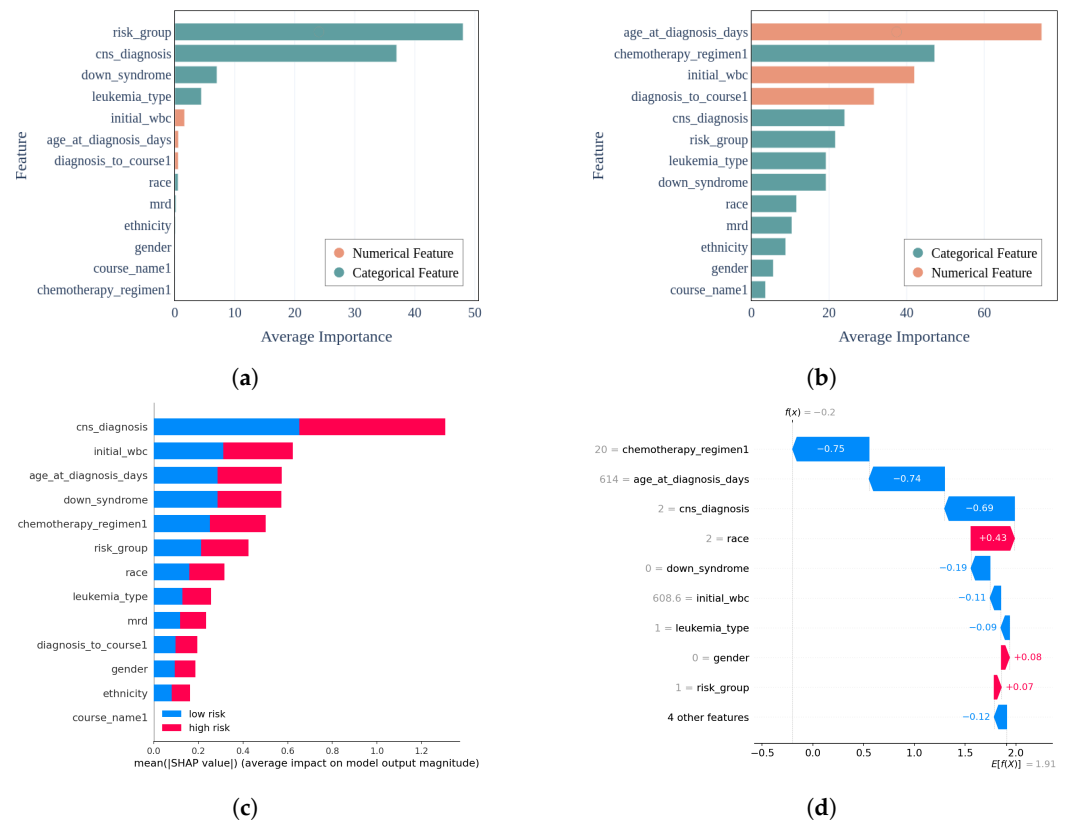 risk_group
cns_diagnosis
down_syndrome
leukemia_type
initial_wbc
age_at_diagnosis_days
diagnosis_to_course1
race
mrd
ethnicity
gender
course_name1
chemotherapy_regimen1
Feature
Numerical Feature
Categorical Feature
0 10 20 30 40 50
Average Importance
(a)
age_at_diagnosis_days
chemotherapy_regimen1
initial_wbc
diagnosis_to_course1
cns_diagnosis
risk_group
leukemia_type
down_syndrome
race
mrd
ethnicity
gender
course_name1
Feature
Categorical Feature
Numerical Feature
0 20 40 60
Average Importance
(b)
cns_diagnosis
initial_wbc
age_at_diagnosis_days
down_syndrome
chemotherapy_regimen1
risk_group
race
leukemia_type
mrd
diagnosis_to_course1
gender
ethnicity
course_name1
low risk
high risk
0.0 0.2 0.4 0.6 0.8 1.0 1.2
mean(|SHAP value|) (average impact on model output magnitude)
(c)
f(x) = −0.2
20 = chemotherapy_regimen1 −0.75
614 = age_at_diagnosis_days −0.74
2 = cns_diagnosis −0.69
2 = race +0.43
0 = down_syndrome −0.19
608.6 = initial_wbc −0.11
1 = leukemia_type −0.09
0 = gender +0.08
1 = risk_group +0.07
4 other features −0.12
−0.5 0.0 0.5 1.0 1.5 2.0
E[f(X)] = 1.91
(d)